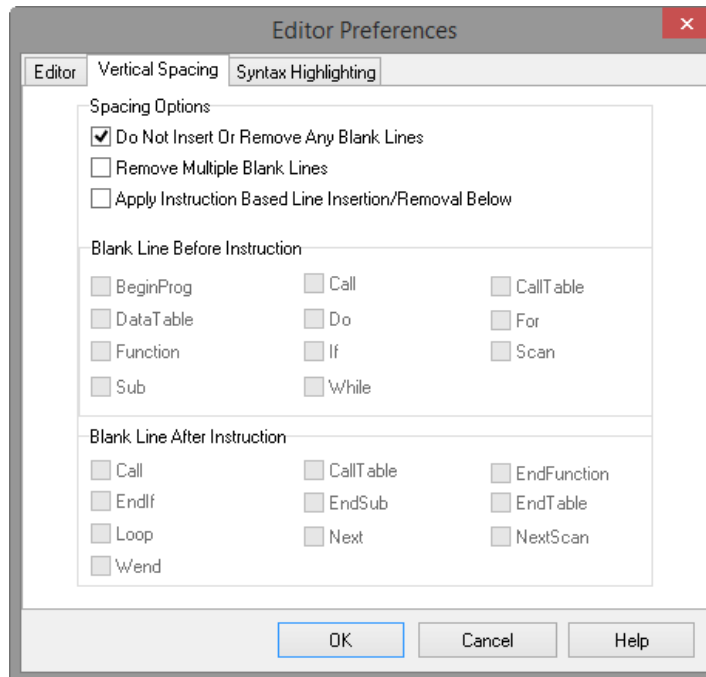 Editor Preferences
Editor Vertical Spacing Syntax Highlighting
Spacing Options
Do Not Insert Or Remove Any Blank Lines
Remove Multiple Blank Lines
Apply Instruction Based Line Insertion/Removal Below
Blank Line Before Instruction
BeginProg Call CallTable
DataTable Do For
Function If Scan
Sub While
Blank Line After Instruction
Call CallTable EndFunction
EndIf EndSub EndTable
Loop Next NextScan
Wend
OK Cancel Help